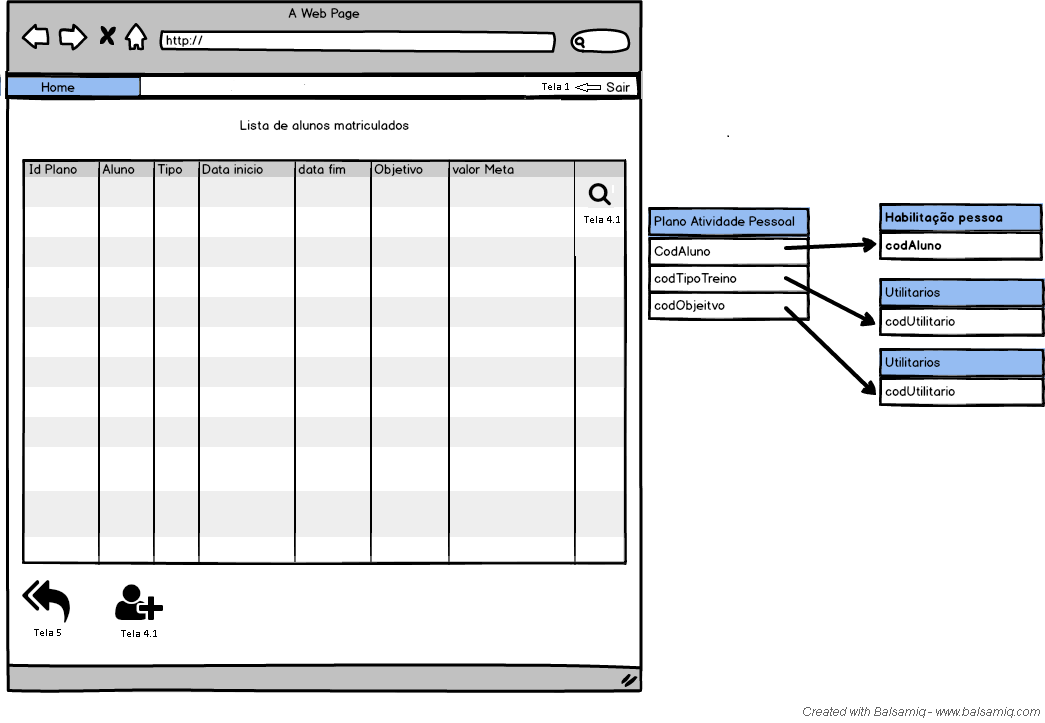 A Web Page
http://
Home
Tela 1
Sair
Lista de alunos matriculados
Id Plano Aluno Tipo Data inicio data fim Objetivo valor Meta
Tela 4.1
Tela 5
Tela 4.1
Plano Atividade Pessoal
CodAluno
codTipoTreino
codObjeitvo
Habilitação pessoa
codAluno
Utilitarios
codUtilitario
Utilitarios
codUtilitario
Created with Balsamiq - www.balsamiq.com